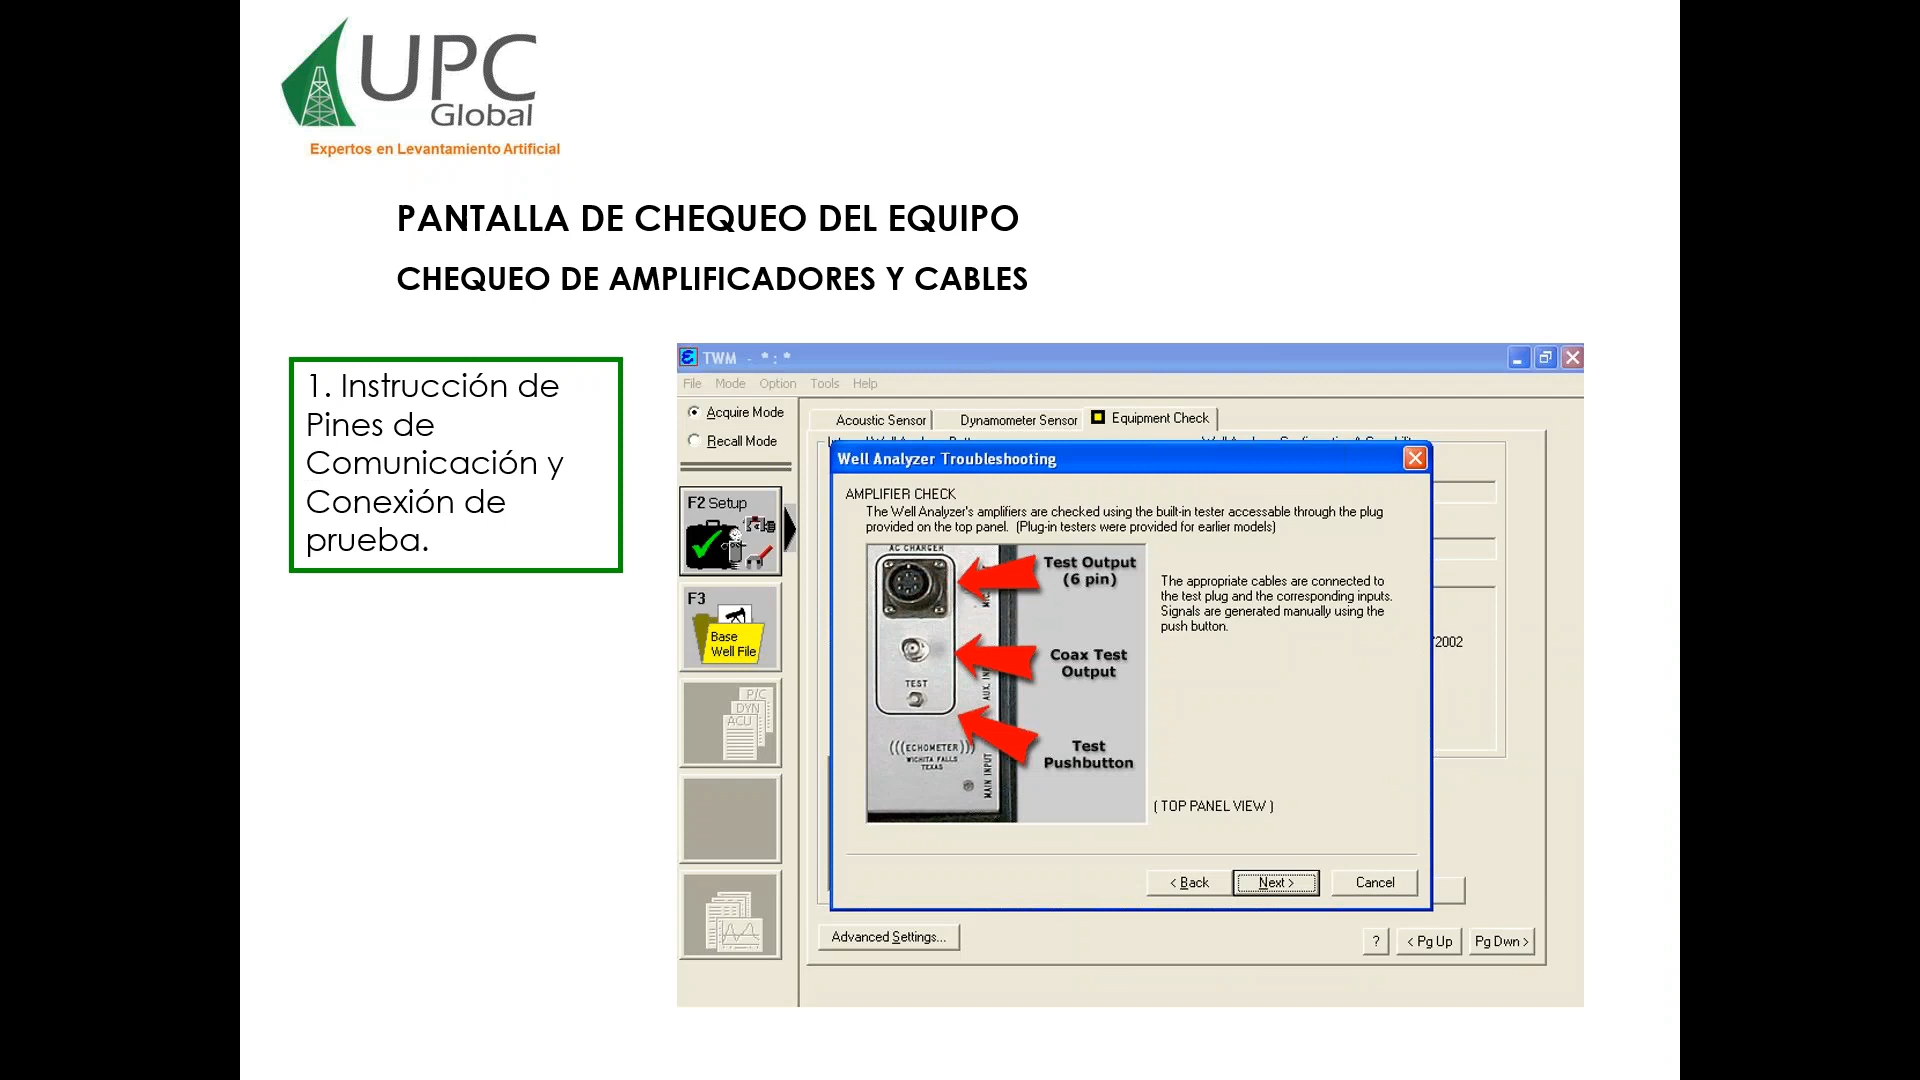 UPC
Global
Expertos en Levantamiento Artificial
PANTALLA DE CHEQUEO DEL EQUIPO
CHEQUEO DE AMPLIFICADORES Y CABLES
1. Instrucción de
Pines de
Comunicación y
Conexión de
prueba.
TWM - * : *
File Mode Option Tools Help
Acquire Mode
Recall Mode
F2 Setup
F3
Base
Well File
P/C
DYN
ACU
Acoustic Sensor
Dynamometer Sensor
Equipment Check
Well Analyzer Troubleshooting
AMPLIFIER CHECK
The Well Analyzer's amplifiers are checked using the built-in tester accessable through the plug
provided on the top panel. (Plug-in testers were provided for earlier models)
AC CHARGER
Test Output
(6 pin)
Coax Test
Output
TEST
AUX. IN
Test
Pushbutton
(((ECHOMETER)))
WICHITA FALLS
TEXAS
MAIN INPUT
The appropriate cables are connected to
the test plug and the corresponding inputs.
Signals are generated manually using the
push button.
( TOP PANEL VIEW )
2002
< Back
Next >
Cancel
Advanced Settings...
?
< Pg Up
Pg Dwn >